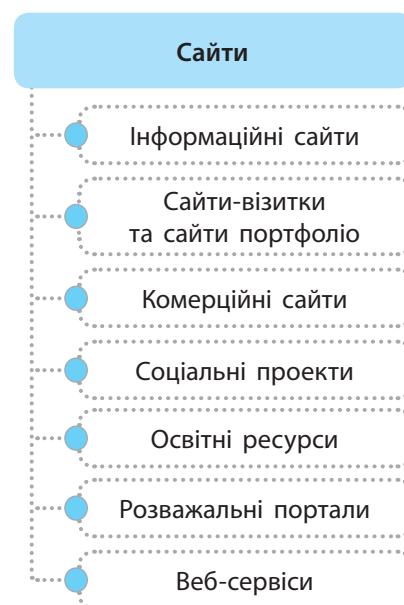 Сайти
Інформаційні сайти
Сайти-візитки
та сайти портфоліо
Комерційні сайти
Соціальні проекти
Освітні ресурси
Розважальні портали
Веб-сервіси